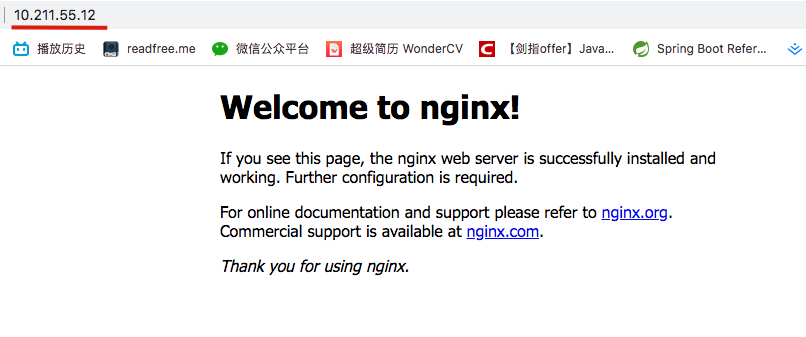 10.211.55.12
播放历史 readfree.me 微信公众平台 超级简历 WonderCV 【剑指offer】Java... Spring Boot Refer...
Welcome to nginx!
If you see this page, the nginx web server is successfully installed and
working. Further configuration is required.
For online documentation and support please refer to nginx.org.
Commercial support is available at nginx.com.
Thank you for using nginx.